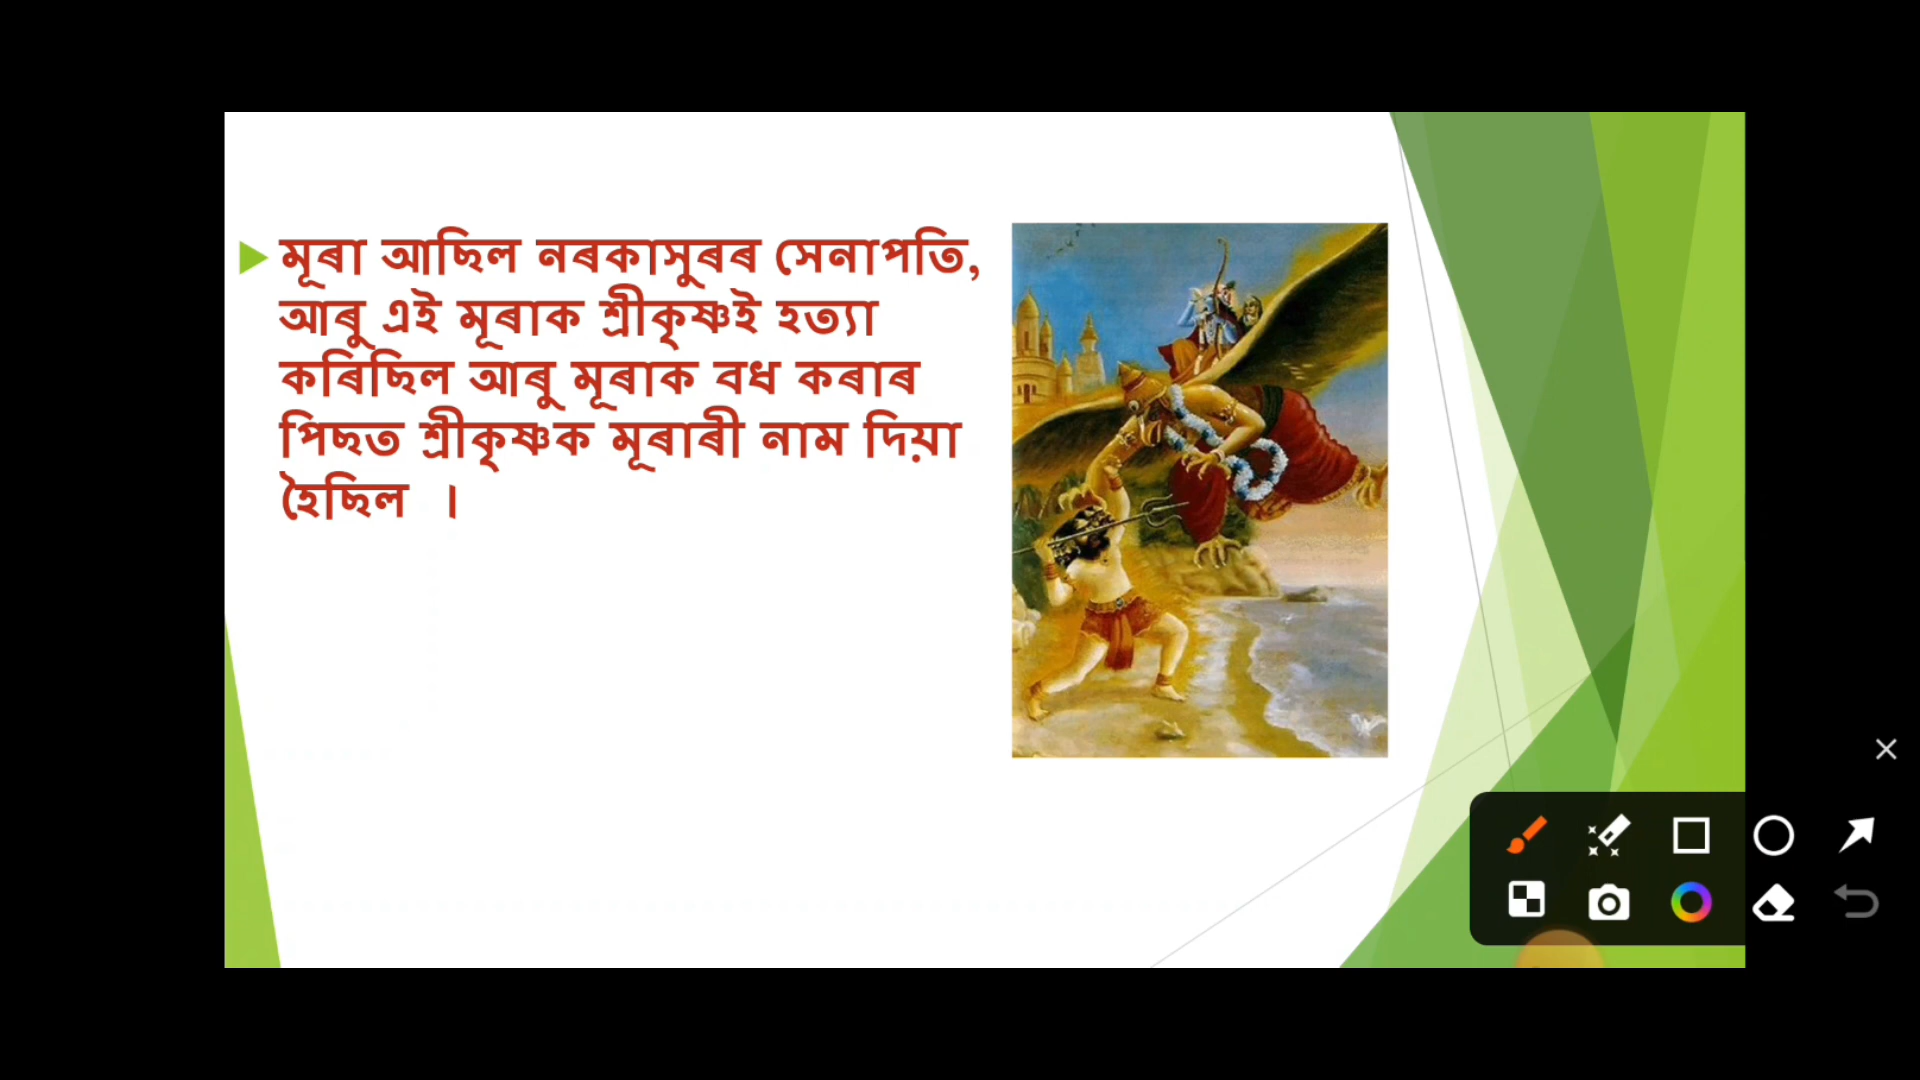 মূৰা আছিল নৰকাসুৰৰ সেনাপতি,
আৰু এই মূৰাক শ্ৰীকৃষ্ণই হত্যা
কৰিছিল আৰু মূৰাক বধ কৰাৰ
পিছত শ্ৰীকৃষ্ণক মূৰাৰী নাম দিয়া
হৈছিল ।